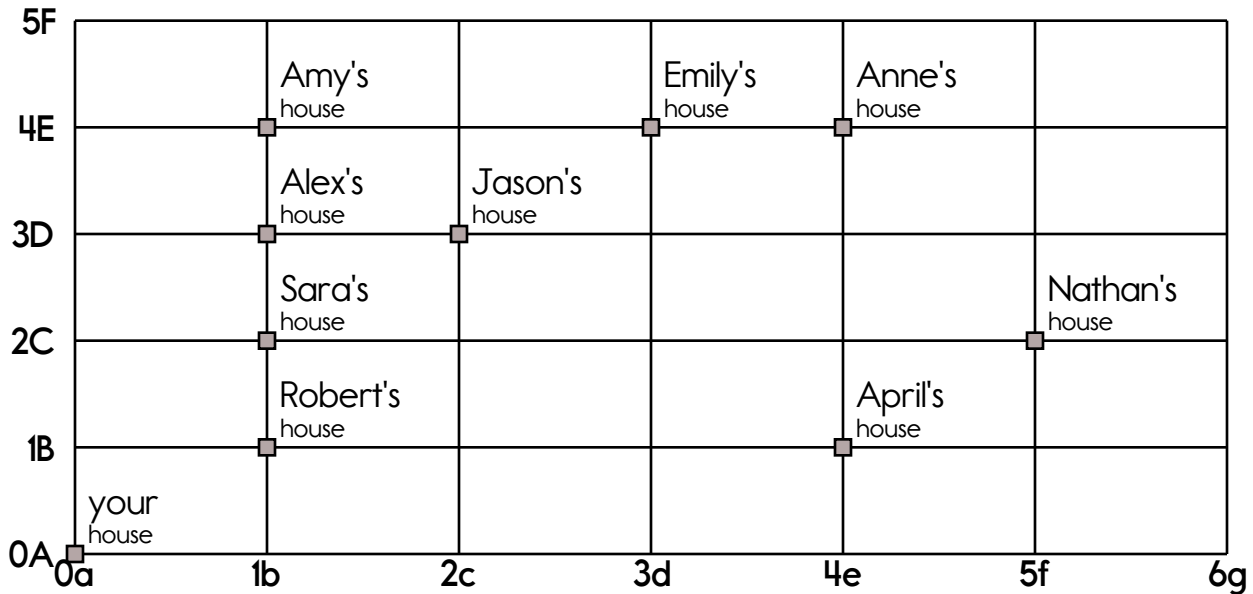 5F
Amy's
house
Emily's
house
Anne's
house
4E
Alex's
house
Jason's
house
3D
Sara's
house
Nathan's
house
2C
Robert's
house
April's
house
1B
your
house
0A
0a 1b 2c 3d 4e 5f 6g